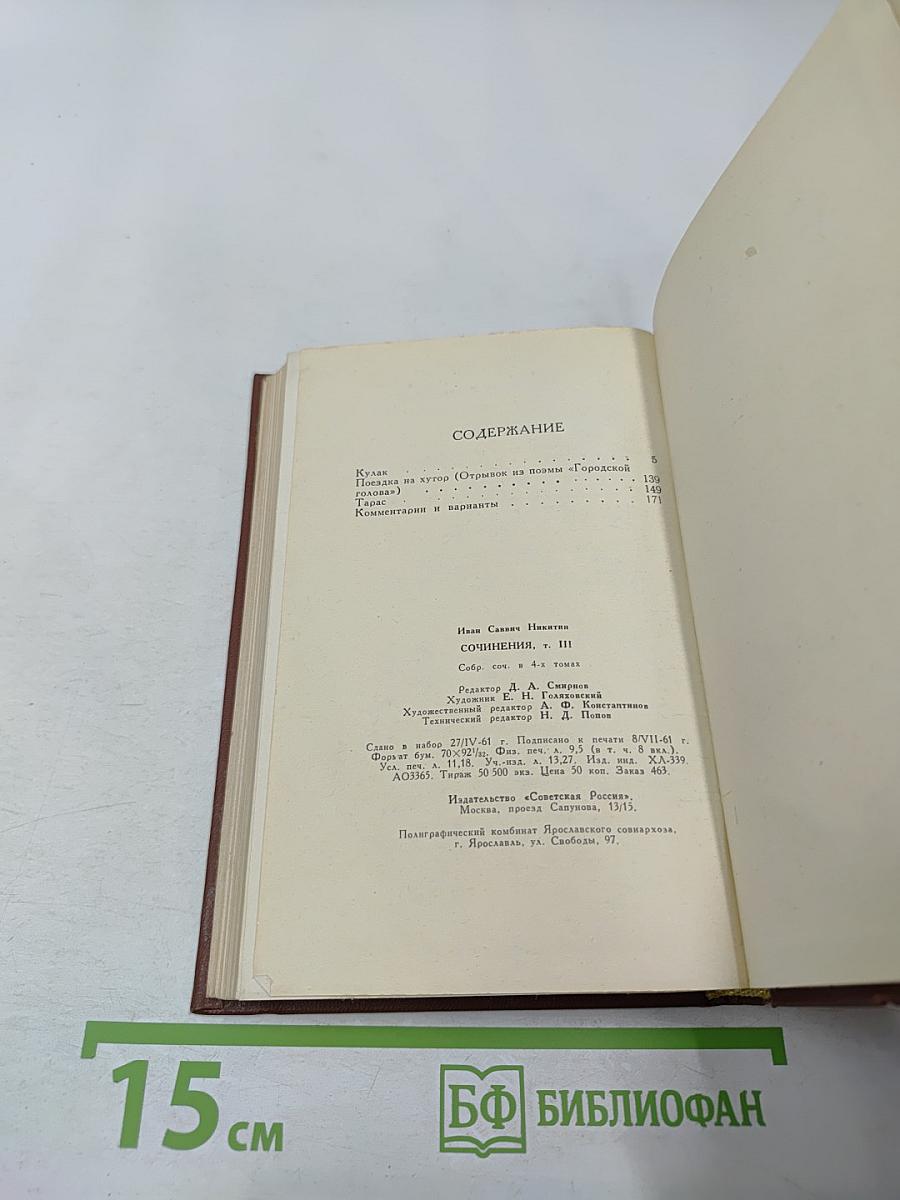 СОДЕРЖАНИЕ
Кулак . . . . . . . . . . . . . . . 5
Поездка на хутор (Отрывок из поэмы «Городской
голова») . . . . . . . . . . . . . . 139
Тарас . . . . . . . . . . . . . . . 149
Комментарии и варианты . . . . . . . . . 171
Иван Саввич Никитин
СОЧИНЕНИЯ, т. III
Собр. соч. в 4-х томах
Редактор Д. А. Смирнов
Художник Е. Н. Голяховский
Художественный редактор А. Ф. Константинов
Технический редактор Н. Д. Попов
Сдано в набор 27/IV-61 г. Подписано к печати 8/VII-61 г.
Формат бум. 70×92¹/₃₂. Физ. печ. л. 9,5 (в т. ч. 8 вкл.).
Усл. печ. л. 11,18. Уч.-изд. л. 13,27. Изд. инд. ХЛ-339.
АО3365. Тираж 50 500 экз. Цена 50 коп. Заказ 463.
Издательство «Советская Россия».
Москва, проезд Сапунова, 13/15.
Полиграфический комбинат Ярославского совнархоза,
г. Ярославль, ул. Свободы, 97.
15 см
БФ БИБЛИОФАН